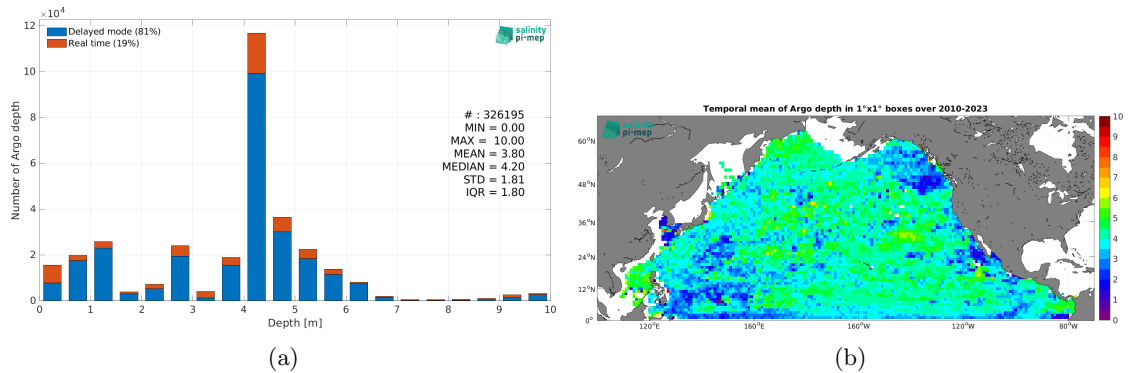 ×10⁴
12
10
8
6
4
2
0
Number of Argo depth
Delayed mode (81%)
Real time (19%)
salinity
pi-mep
# : 326195
MIN = 0.00
MAX = 10.00
MEAN = 3.80
MEDIAN = 4.20
STD = 1.81
IQR = 1.80
0 1 2 3 4 5 6 7 8 9 10
Depth [m]
(a)
Temporal mean of Argo depth in 1°x1° boxes over 2010-2023
salinity
pi-mep
60°N
48°N
36°N
24°N
12°N
0°
120°E 160°E 160°W 120°W 80°W
10
9
8
7
6
5
4
3
2
1
0
(b)